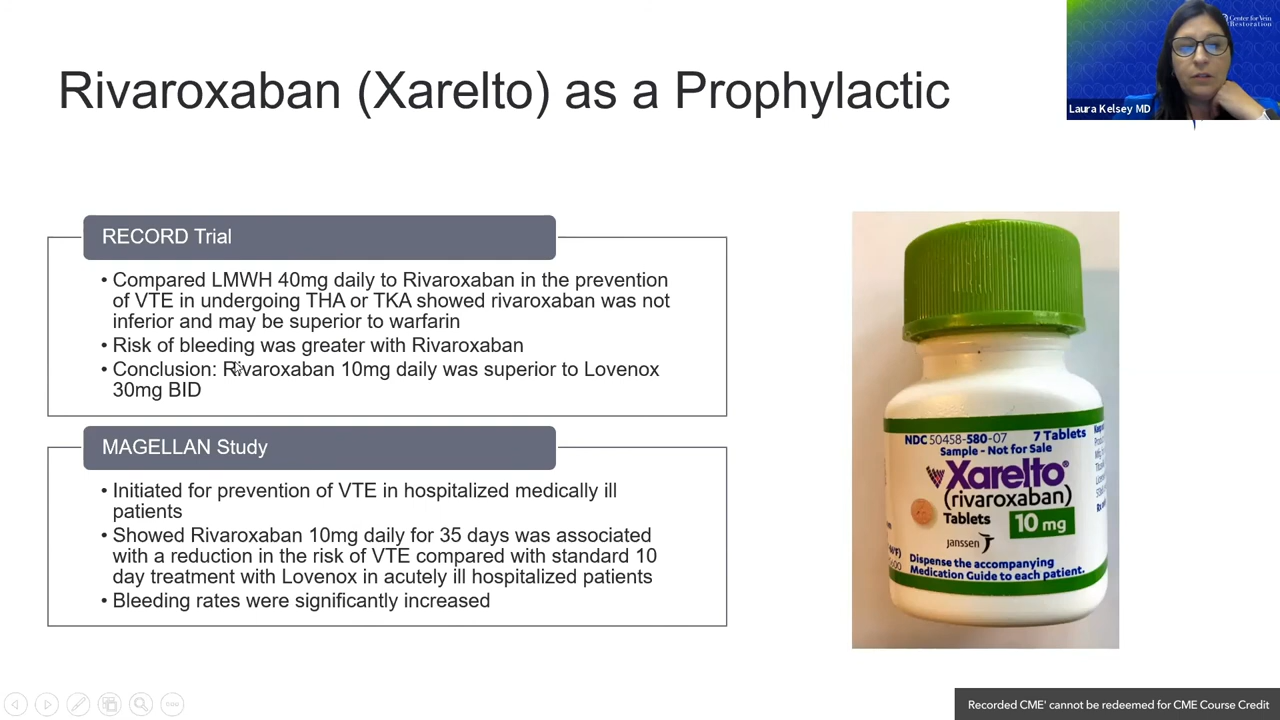 Center for Vein
Restoration
Laura Kelsey MD
Rivaroxaban (Xarelto) as a Prophylactic
RECORD Trial
• Compared LMWH 40mg daily to Rivaroxaban in the prevention
of VTE in undergoing THA or TKA showed rivaroxaban was not
inferior and may be superior to warfarin
• Risk of bleeding was greater with Rivaroxaban
• Conclusion: Rivaroxaban 10mg daily was superior to Lovenox
30mg BID
MAGELLAN Study
• Initiated for prevention of VTE in hospitalized medically ill
patients
• Showed Rivaroxaban 10mg daily for 35 days was associated
with a reduction in the risk of VTE compared with standard 10
day treatment with Lovenox in acutely ill hospitalized patients
• Bleeding rates were significantly increased
NDC 50458-580-07 7 Tablets
Sample - Not for Sale
Xarelto®
(rivaroxaban)
Tablets 10 mg
janssen
Dispense the accompanying
Medication Guide to each patient.
Recorded CME' cannot be redeemed for CME Course Credit